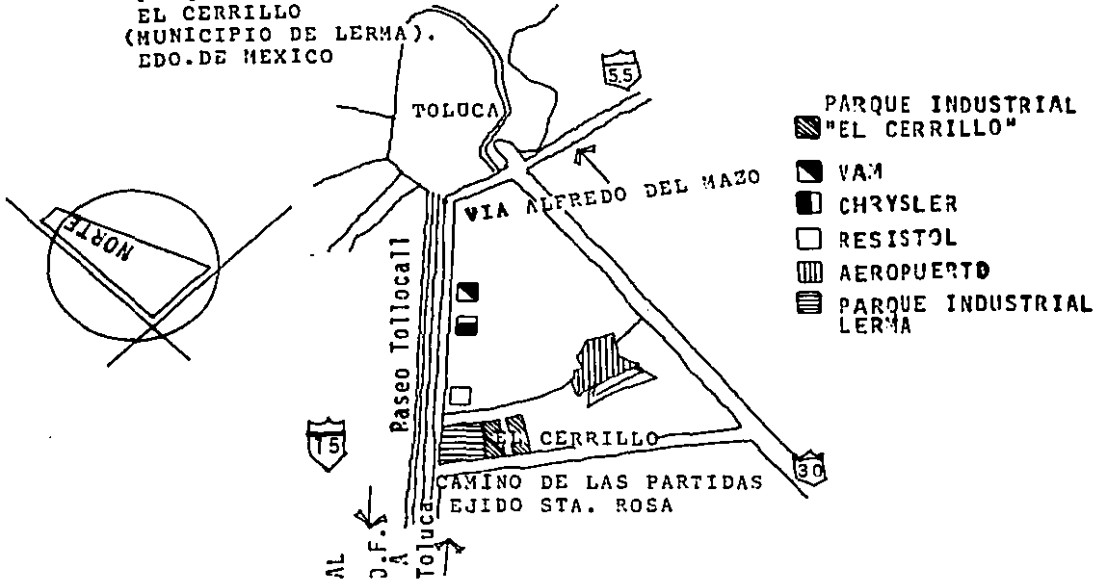 EL CERRILLO
(MUNICIPIO DE LERMA).
EDO.DE MEXICO
TOLUCA
55
VIA ALFREDO DEL MAZO
NORTE
Paseo Tollocall
15
EL CERRILLO
30
CAMINO DE LAS PARTIDAS
EJIDO STA. ROSA
AL
D.F.
A
Toluca
PARQUE INDUSTRIAL
"EL CERRILLO"
VAM
CHRYSLER
RESISTOL
AEROPUERTO
PARQUE INDUSTRIAL
LERMA